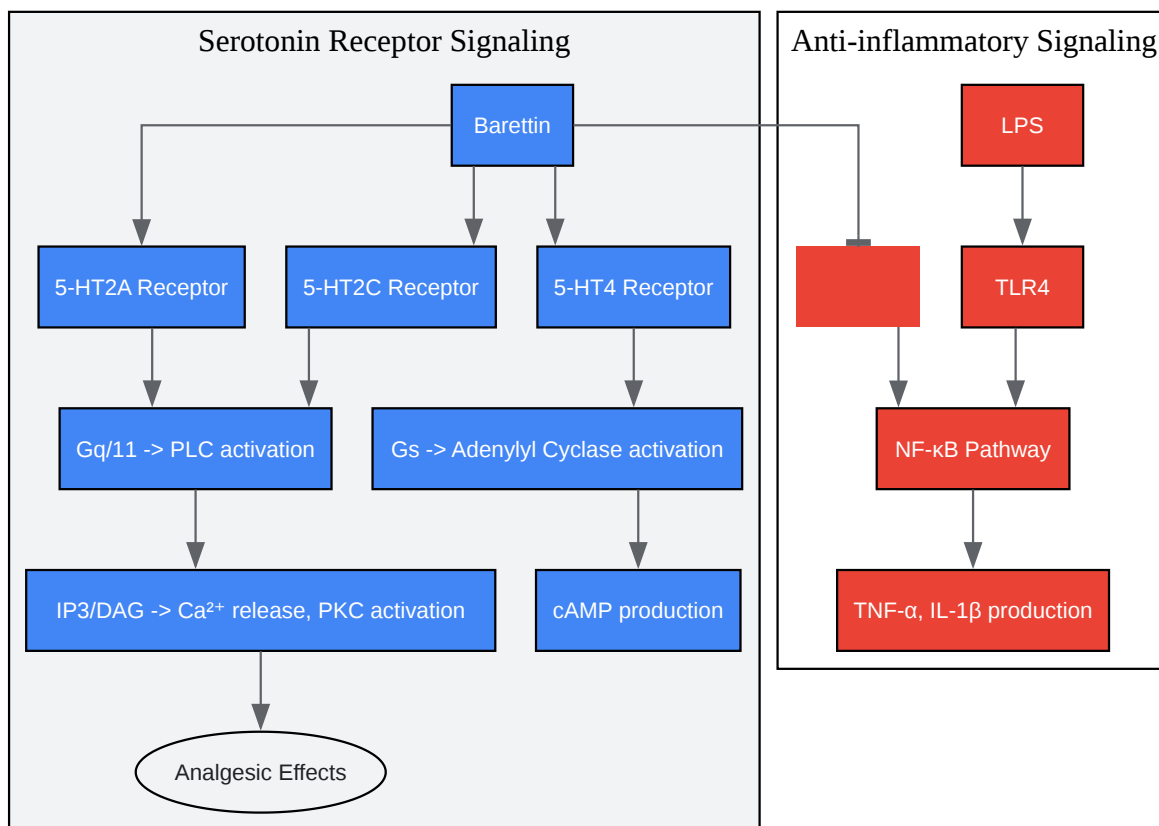 Serotonin Receptor Signaling
Anti-inflammatory Signaling
Barettin
LPS
5-HT2A Receptor
5-HT2C Receptor
5-HT4 Receptor
TLR4
Gq/11 -> PLC activation
Gs -> Adenylyl Cyclase activation
NF-κB Pathway
IP3/DAG -> Ca²⁺ release, PKC activation
cAMP production
TNF-α, IL-1β production
Analgesic Effects